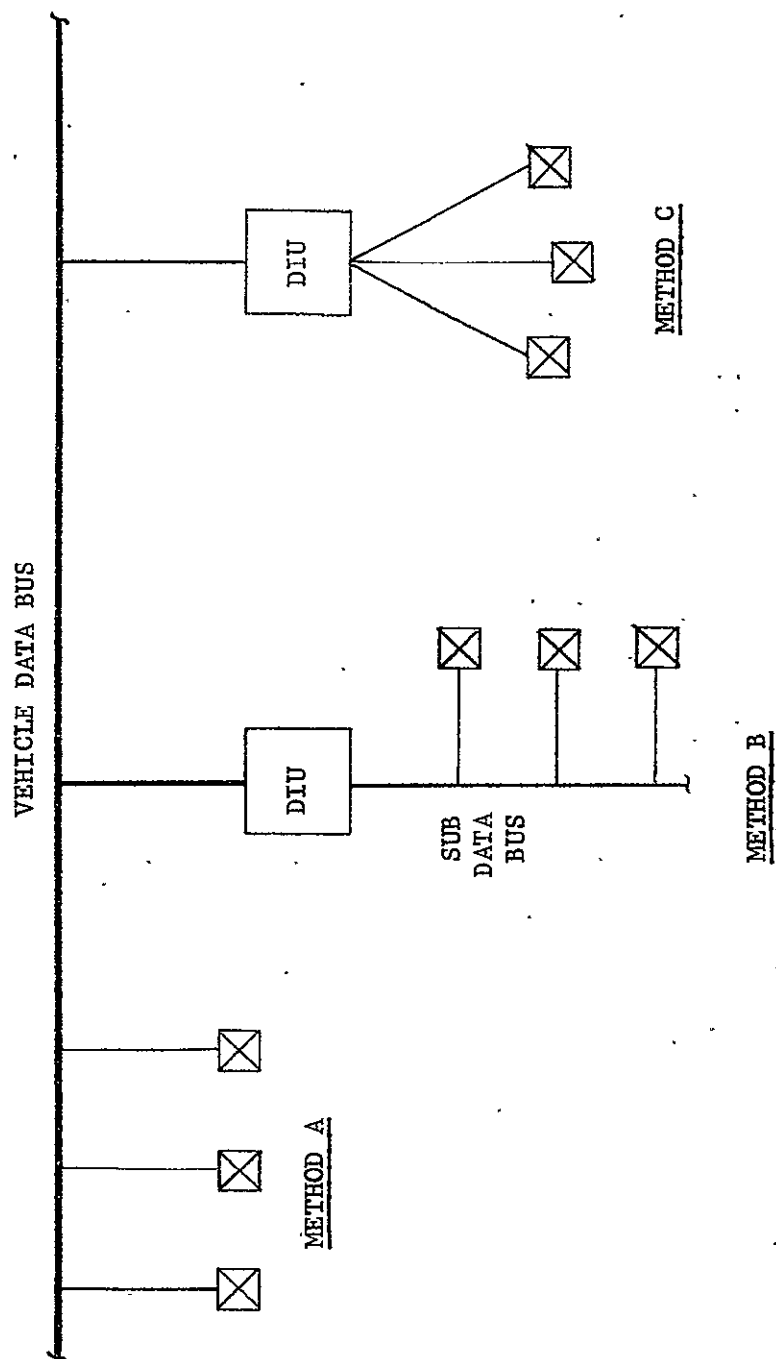 VEHICLE DATA BUS
METHOD A
DIU
SUB
DATA
BUS
METHOD B
DIU
METHOD C